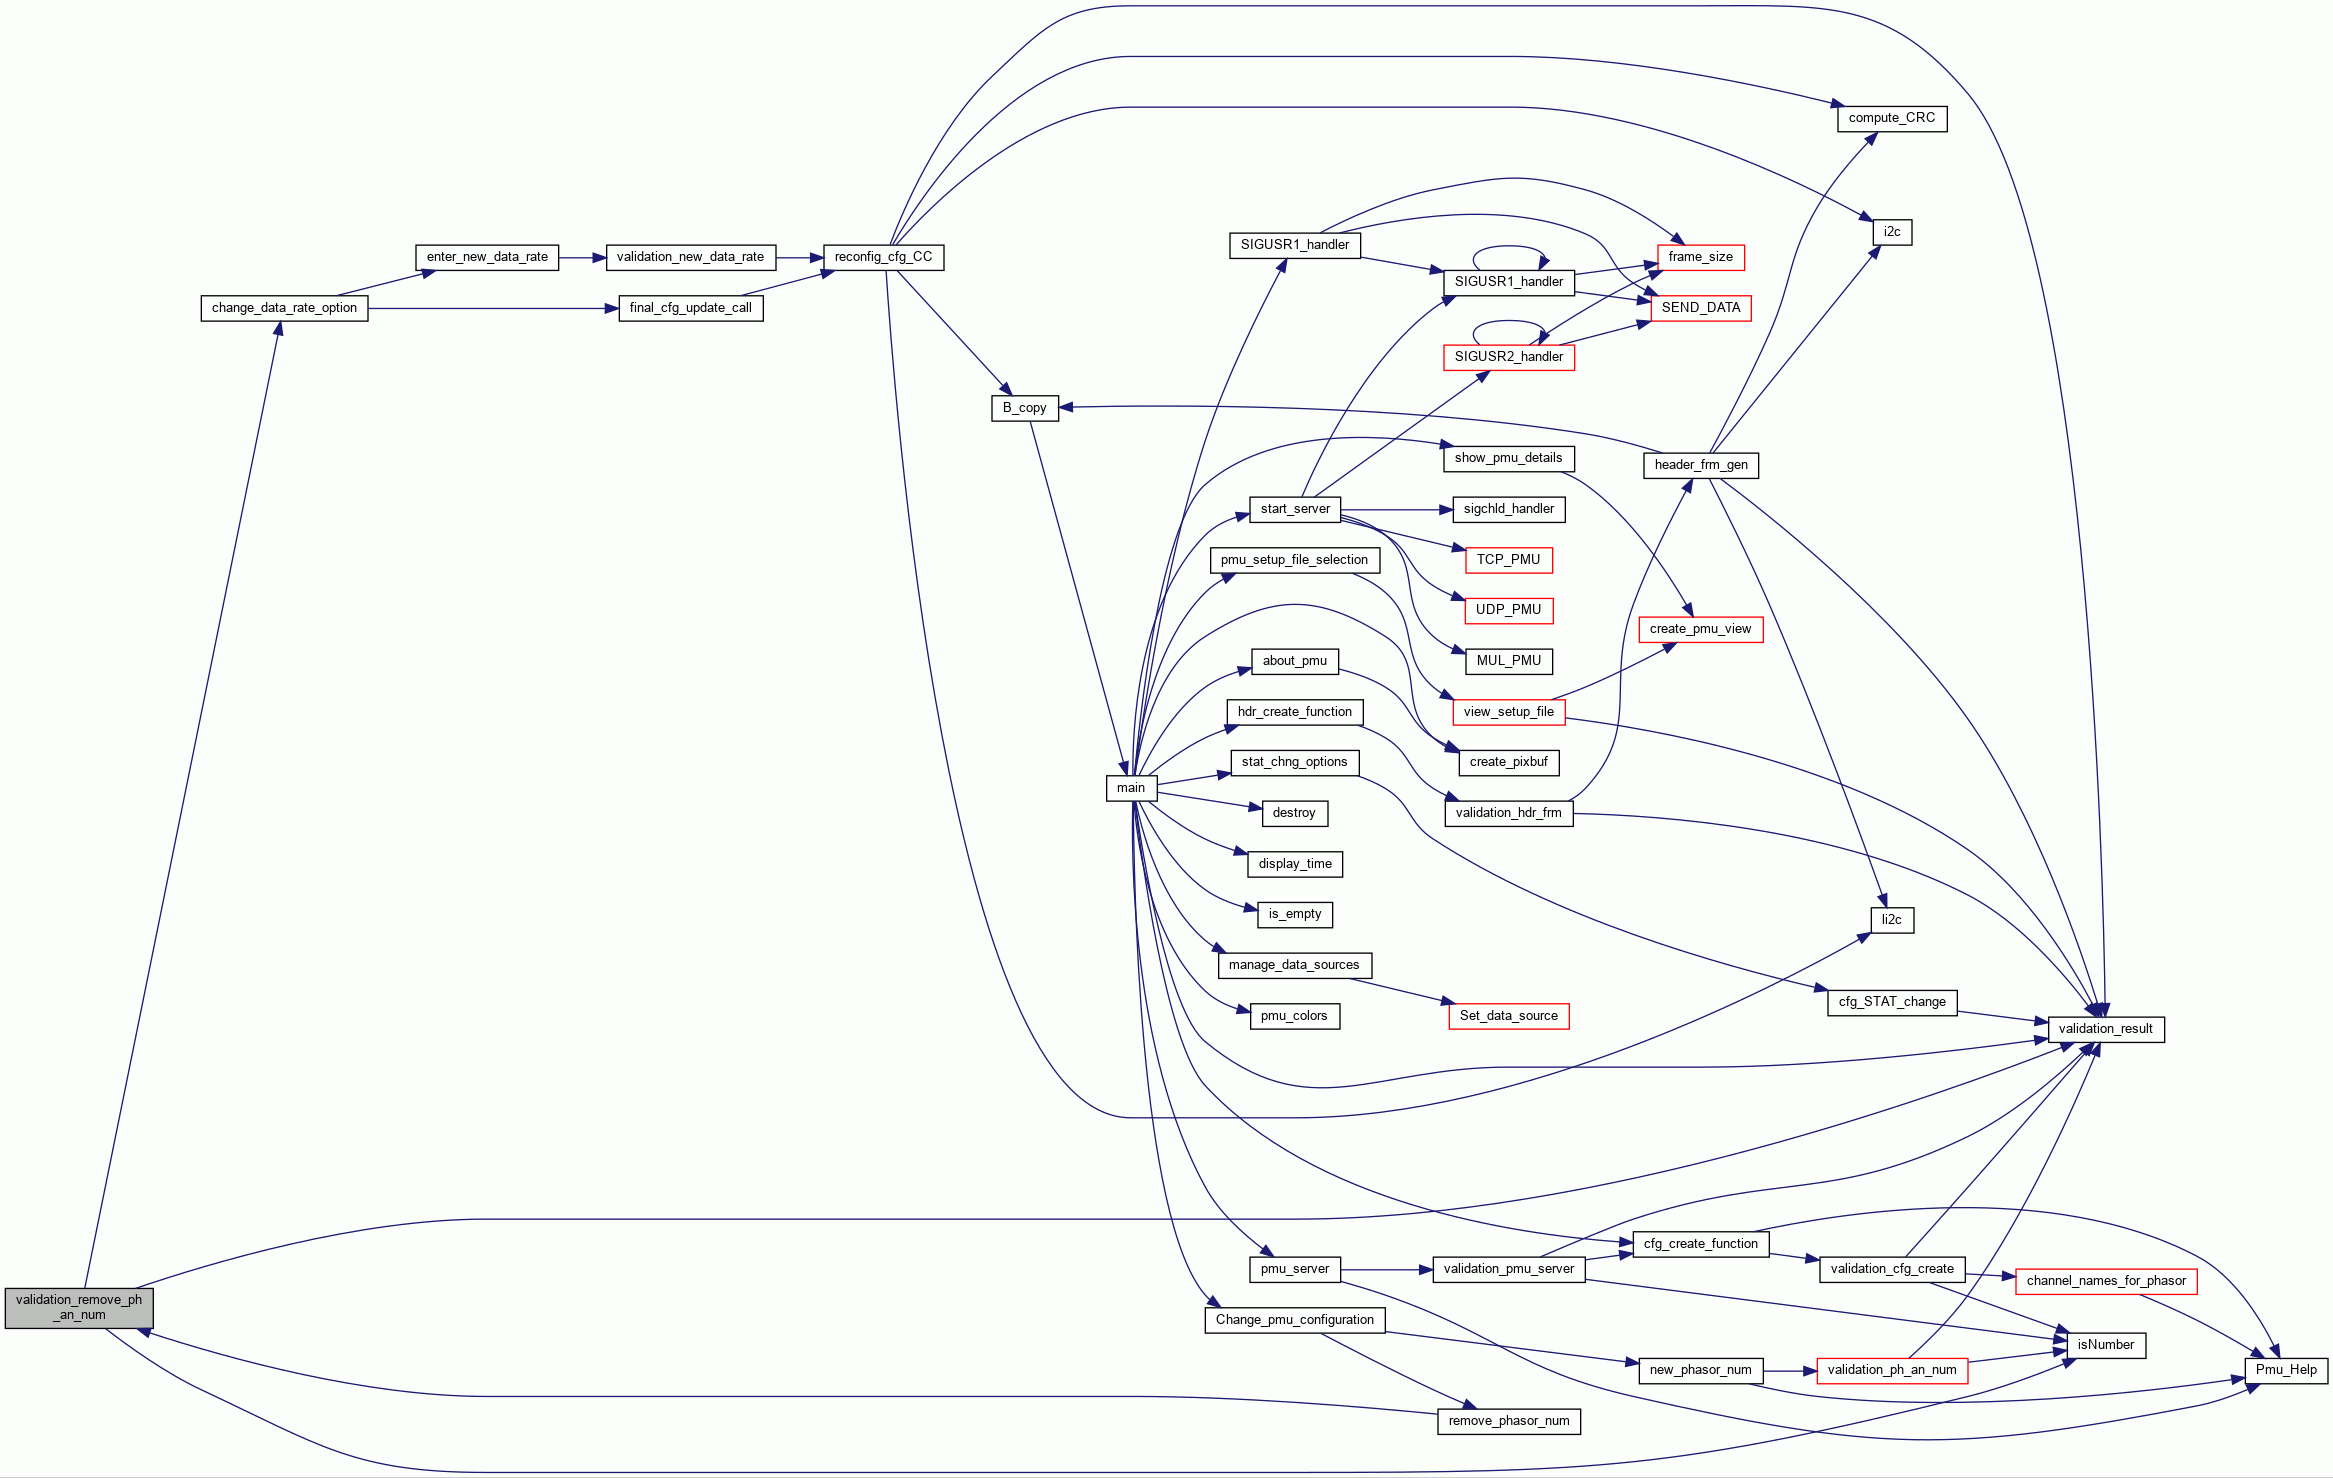 compute_CRC
i2c
SIGUSR1_handler
enter_new_data_rate
validation_new_data_rate
reconfig_cfg_CC
frame_size
SIGUSR1_handler
change_data_rate_option
final_cfg_update_call
SEND_DATA
SIGUSR2_handler
B_copy
show_pmu_details
header_frm_gen
start_server
sigchld_handler
pmu_setup_file_selection
TCP_PMU
UDP_PMU
create_pmu_view
about_pmu
MUL_PMU
hdr_create_function
view_setup_file
stat_chng_options
create_pixbuf
main
destroy
validation_hdr_frm
display_time
is_empty
li2c
manage_data_sources
cfg_STAT_change
pmu_colors
Set_data_source
validation_result
cfg_create_function
pmu_server
validation_pmu_server
validation_cfg_create
channel_names_for_phasor
validation_remove_ph
_an_num
Change_pmu_configuration
isNumber
new_phasor_num
validation_ph_an_num
Pmu_Help
remove_phasor_num